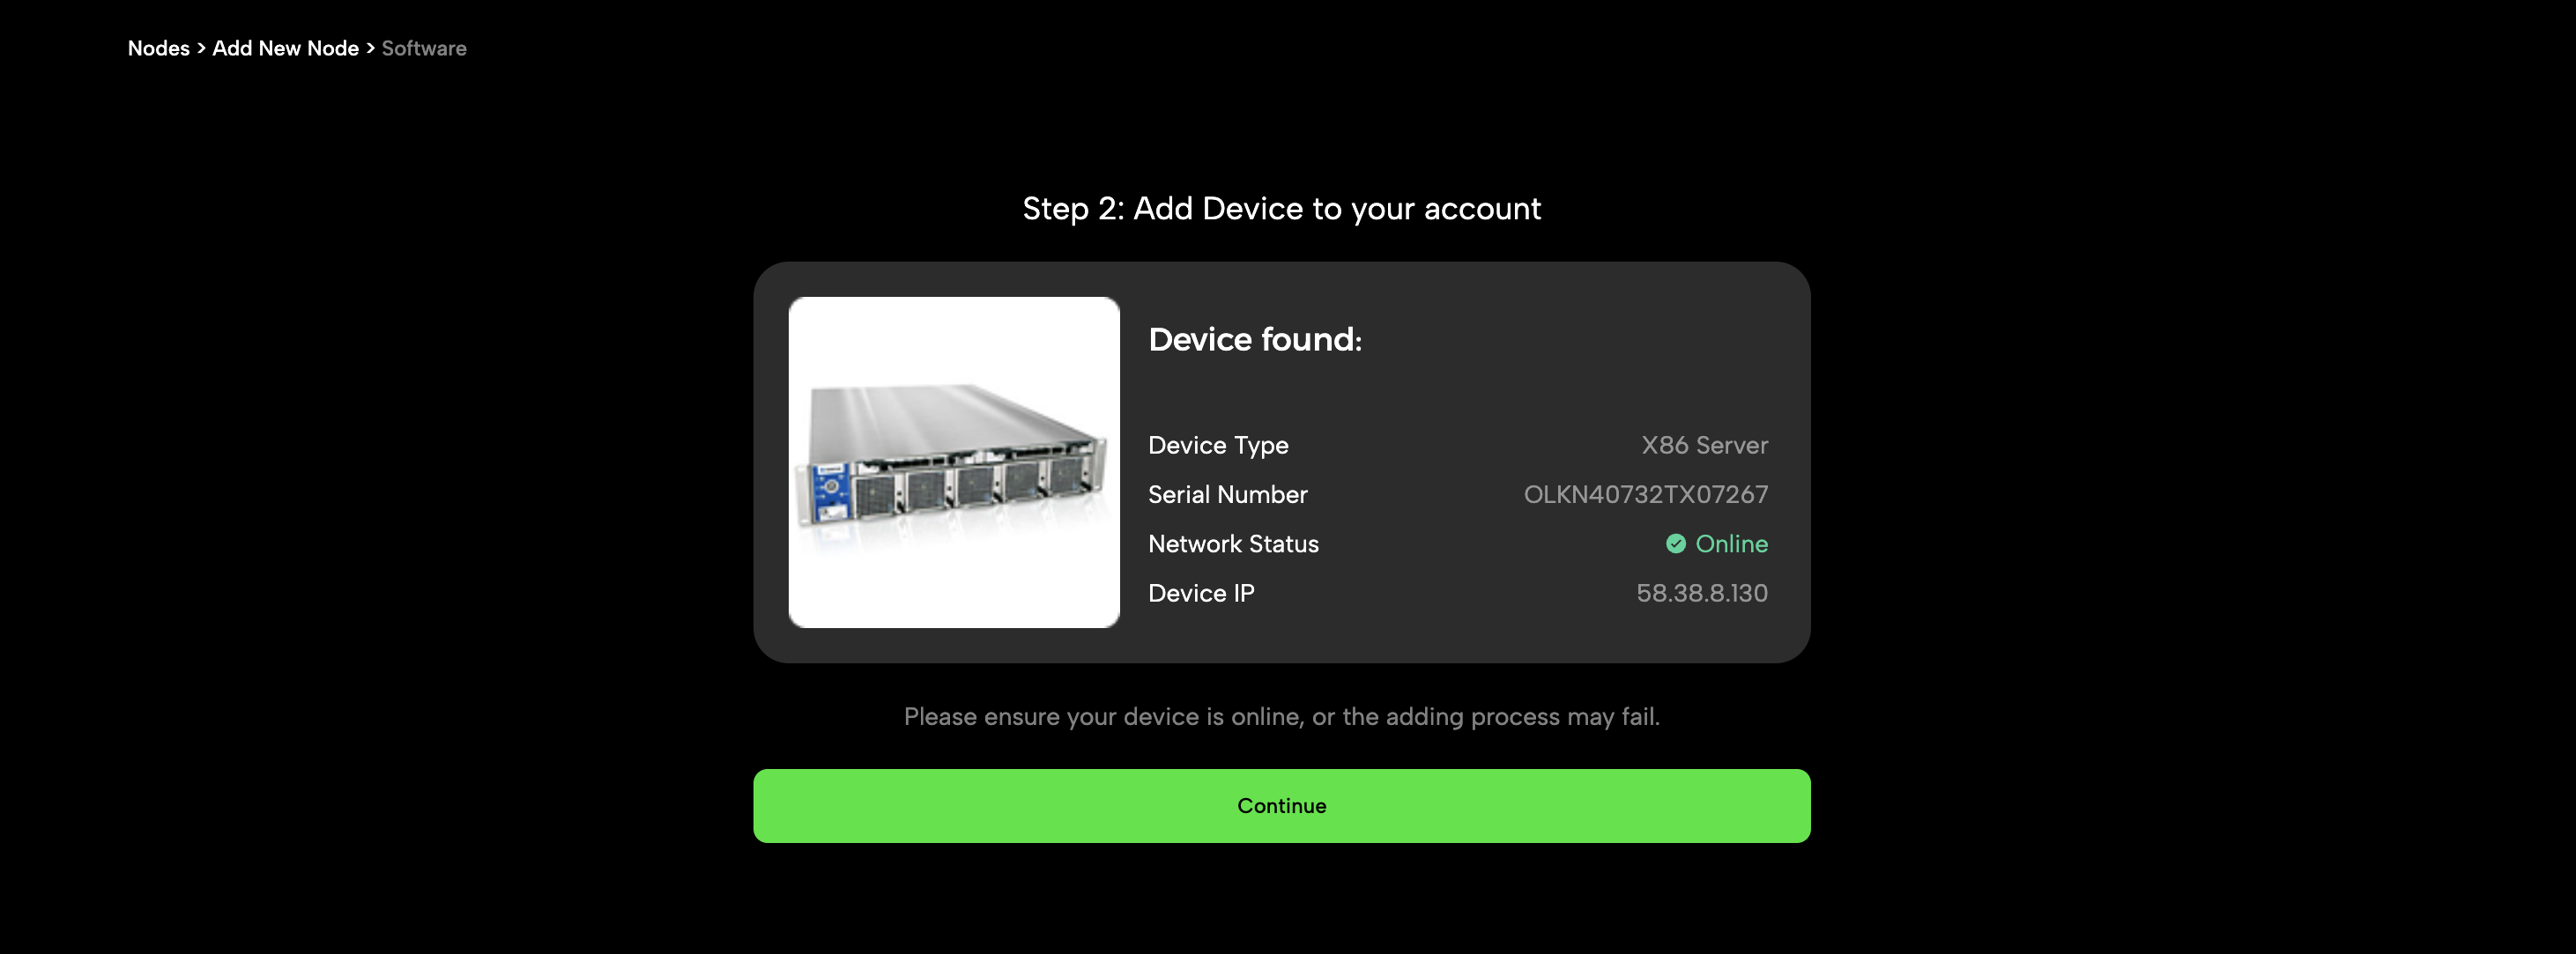 Nodes > Add New Node > Software
Step 2: Add Device to your account
Device found:
Device Type X86 Server
Serial Number OLKN40732TX07267
Network Status Online
Device IP 58.38.8.130
Please ensure your device is online, or the adding process may fail.
Continue